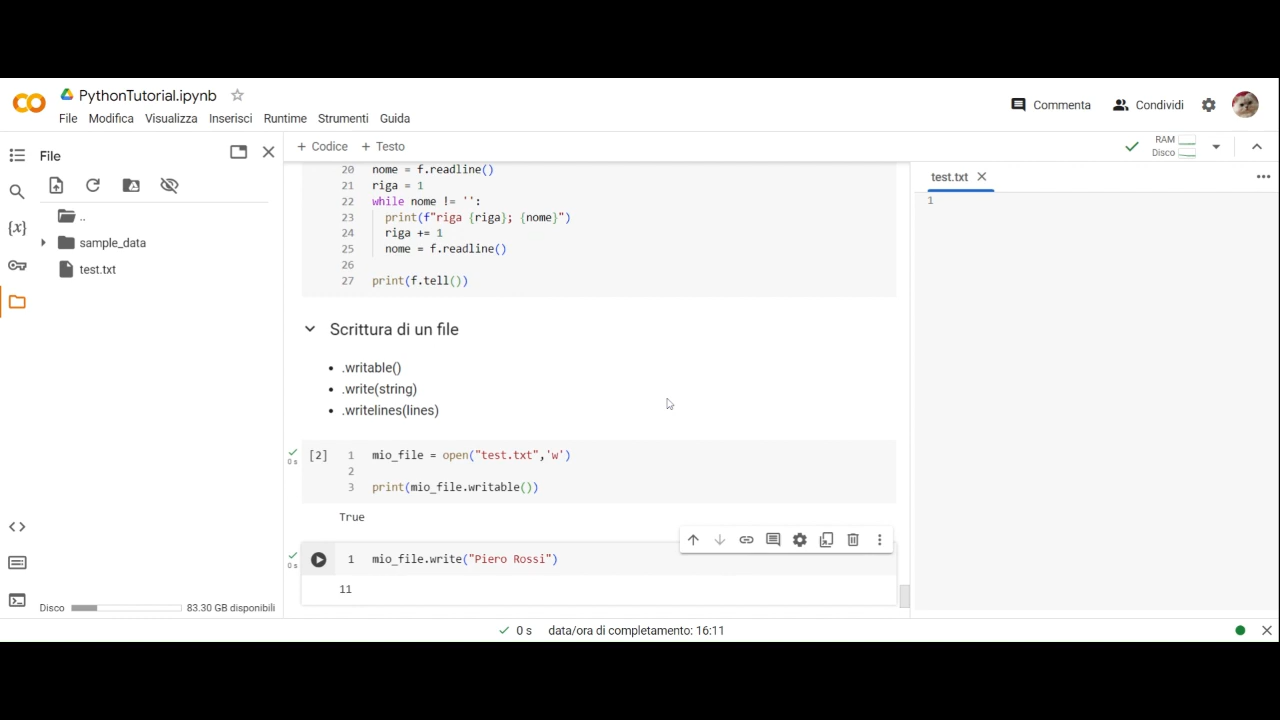 PythonTutorial.ipynb
File Modifica Visualizza Inserisci Runtime Strumenti Guida
Commenta
Condividi
File
..
sample_data
test.txt
Disco
83.30 GB disponibili
+ Codice + Testo
RAM
Disco
20 nome = f.readline()
21 riga = 1
22 while nome != '':
23 print(f"riga {riga}; {nome}")
24 riga += 1
25 nome = f.readline()
26
27 print(f.tell())
Scrittura di un file
• .writable()
• .write(string)
• .writelines(lines)
[2] 1 mio_file = open("test.txt",'w')
2
3 print(mio_file.writable())
0 s
True
1 mio_file.write("Piero Rossi")
0 s
11
test.txt
1
0 s data/ora di completamento: 16:11